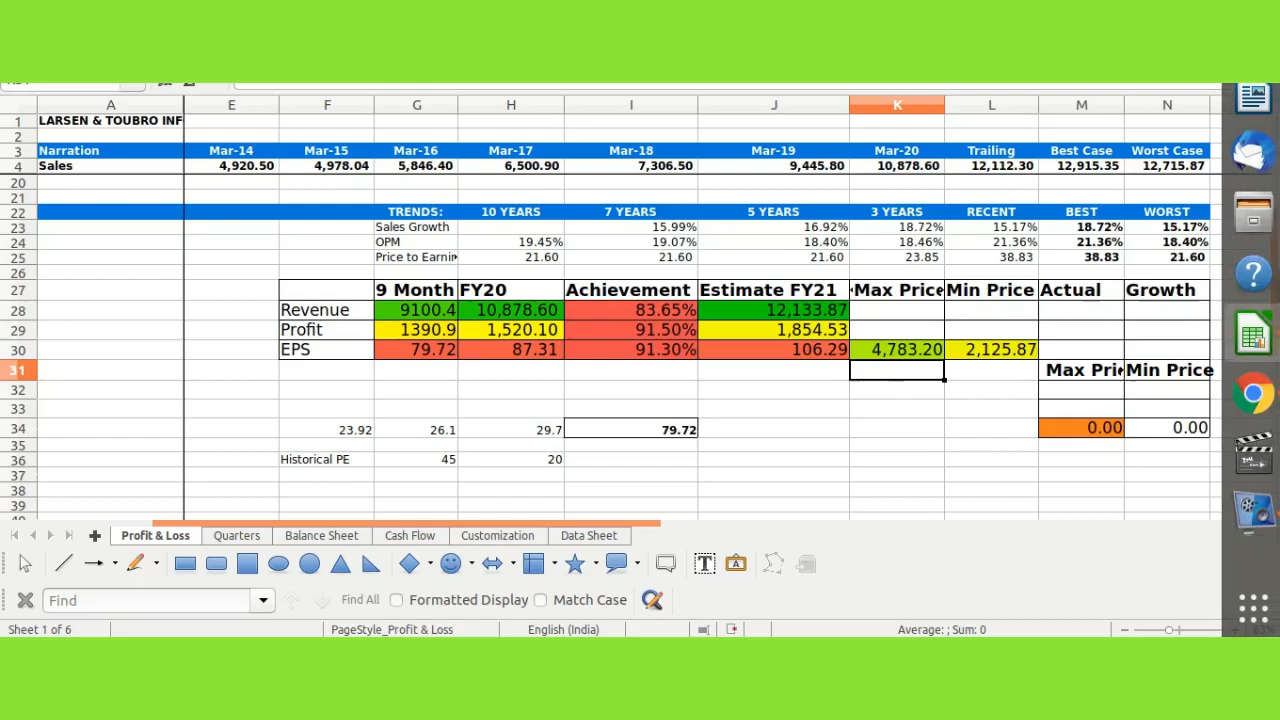 A E F G H I J K L M N
1 LARSEN & TOUBRO INF
2
3 Narration Mar-14 Mar-15 Mar-16 Mar-17 Mar-18 Mar-19 Mar-20 Trailing Best Case Worst Case
4 Sales 4,920.50 4,978.04 5,846.40 6,500.90 7,306.50 9,445.80 10,878.60 12,112.30 12,915.35 12,715.87
20
21
22 TRENDS: 10 YEARS 7 YEARS 5 YEARS 3 YEARS RECENT BEST WORST
23 Sales Growth 15.99% 16.92% 18.72% 15.17% 18.72% 15.17%
24 OPM 19.45% 19.07% 18.40% 18.46% 21.36% 21.36% 18.40%
25 Price to Earnin 21.60 21.60 21.60 23.85 38.83 38.83 21.60
26
27 9 Month FY20 Achievement Estimate FY21 Max Price Min Price Actual Growth
28 Revenue 9100.4 10,878.60 83.65% 12,133.87
29 Profit 1390.9 1,520.10 91.50% 1,854.53
30 EPS 79.72 87.31 91.30% 106.29 4,783.20 2,125.87
31 Max Pri Min Price
32
33
34 23.92 26.1 29.7 79.72 0.00 0.00
35
36 Historical PE 45 20
37
38
39
Profit & Loss Quarters Balance Sheet Cash Flow Customization Data Sheet
Find Find All Formatted Display Match Case
Sheet 1 of 6 PageStyle_Profit & Loss English (India) Average: ; Sum: 0